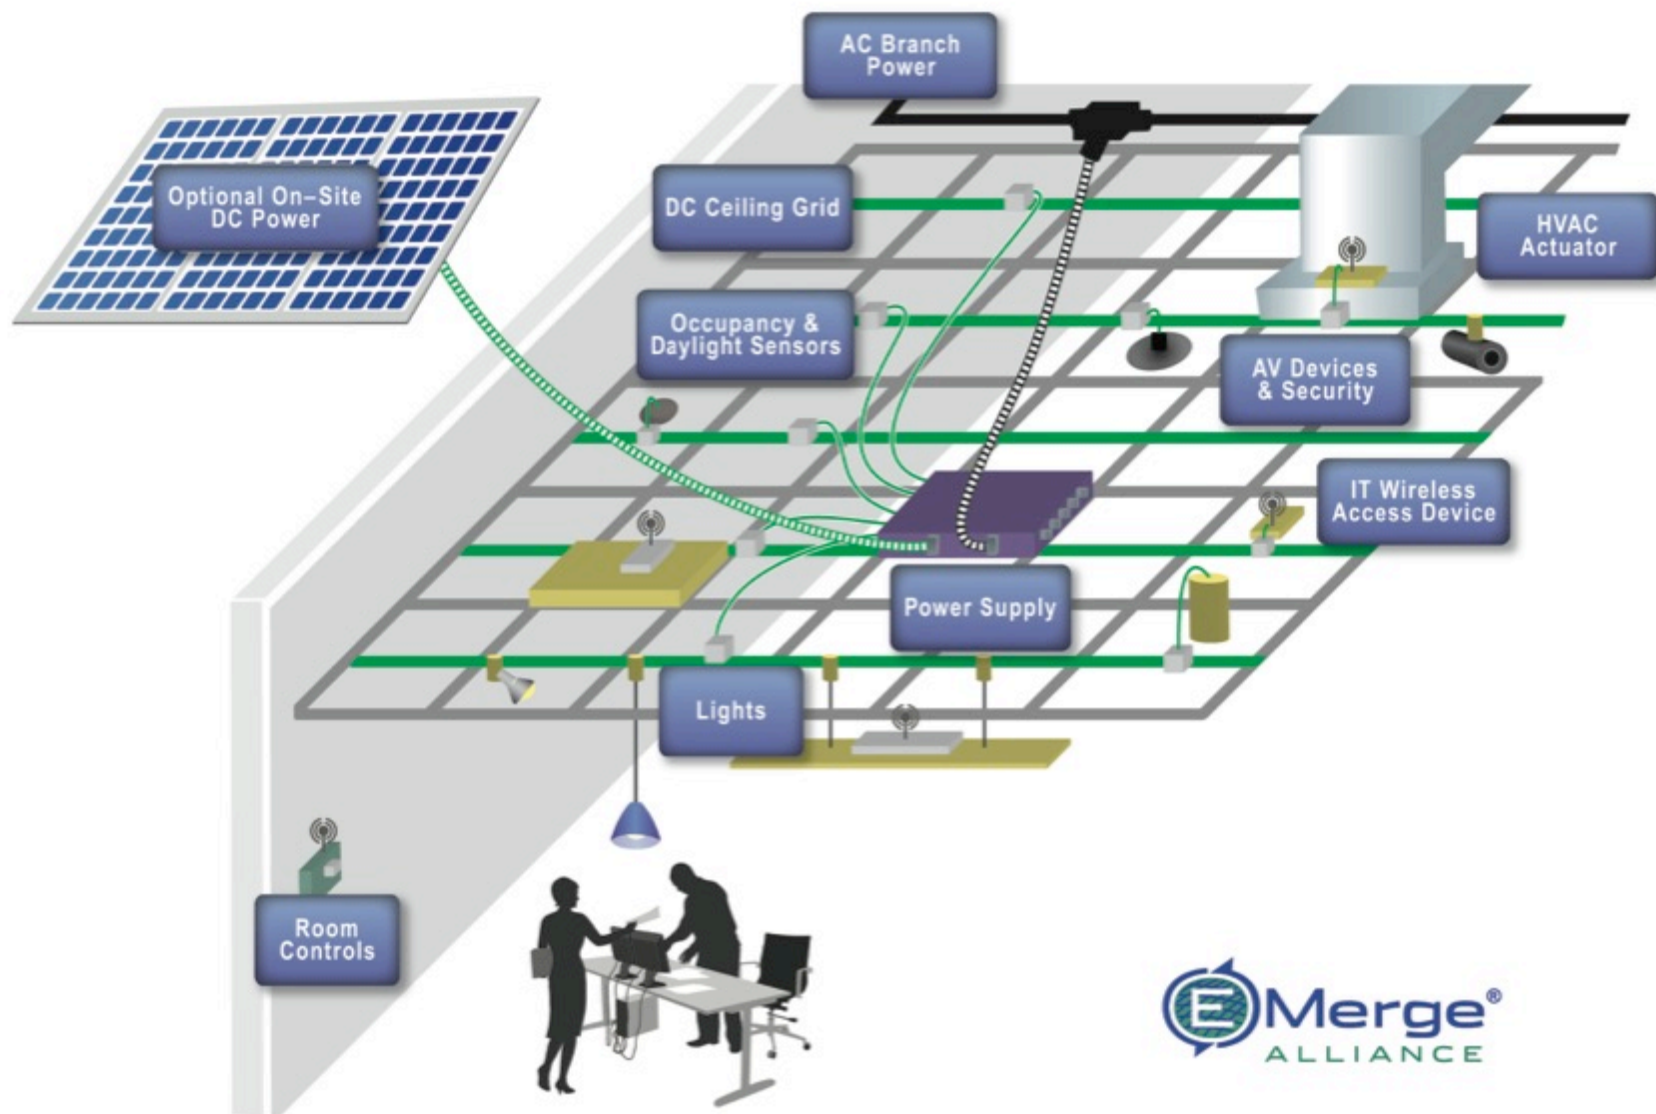 AC Branch
Power
Optional On–Site
DC Power
DC Ceiling Grid
HVAC
Actuator
Occupancy &
Daylight Sensors
AV Devices
& Security
IT Wireless
Access Device
Power Supply
Lights
Room
Controls
EMerge®
ALLIANCE